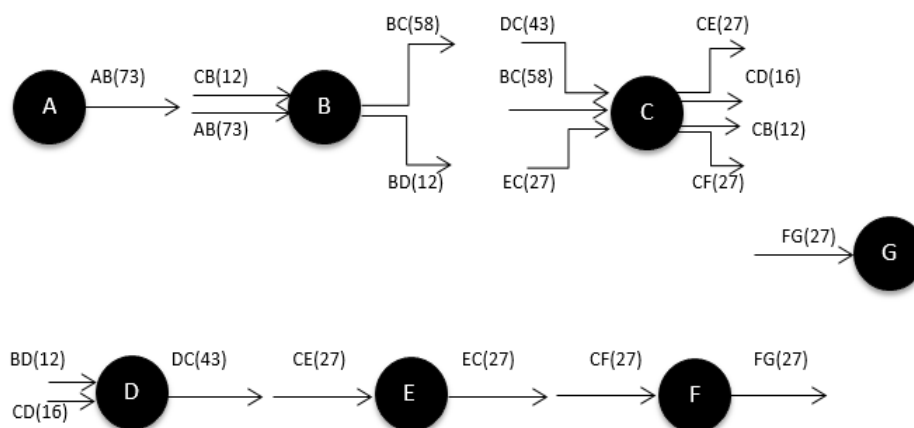 BC(58) DC(43) CE(27)
AB(73) CB(12) BC(58) CD(16)
A B C
AB(73) CB(12)
BD(12) EC(27) CF(27)
FG(27) G
BD(12) DC(43) CE(27) EC(27) CF(27) FG(27)
D E F
CD(16)